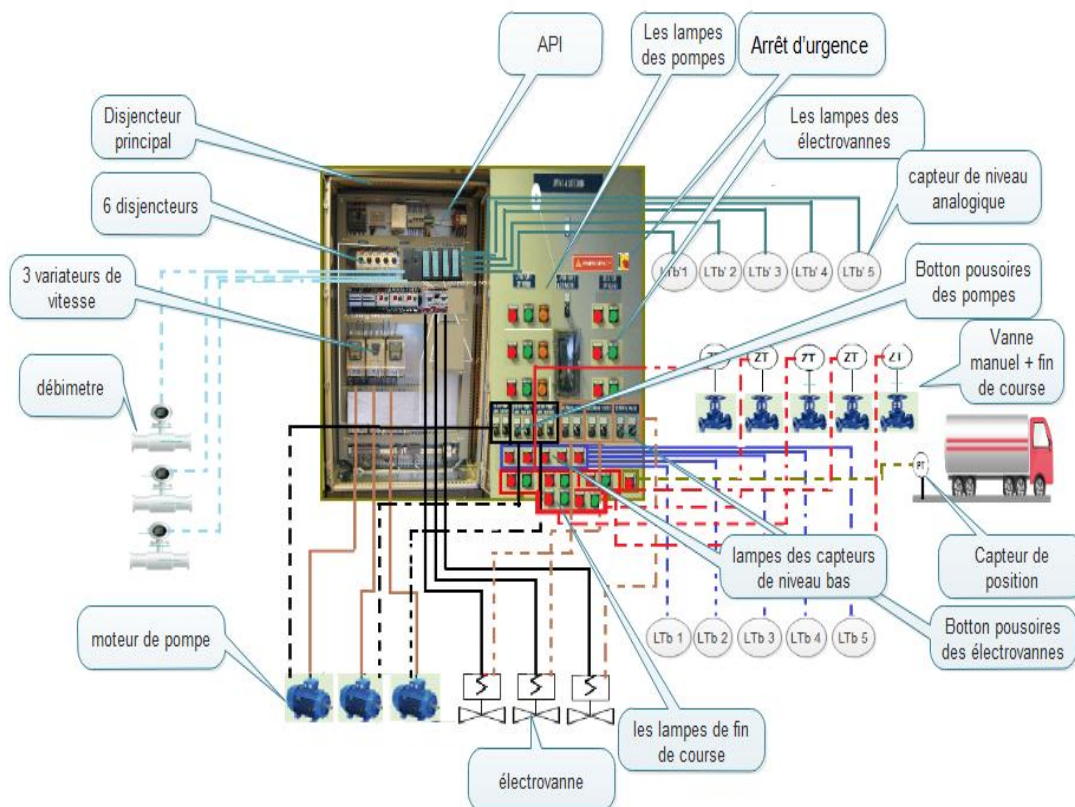 API
Les lampes
des pompes
Arrêt d'urgence
Disjencteur
principal
Les lampes des
électrovannes
6 disjencteurs
capteur de niveau
analogique
3 variateurs de
vitesse
LTb'1
LTb' 2
LTb' 3
LTb' 4
LTb' 5
Botton pousoires
des pompes
débimetre
ZT
ZT
ZT
ZT
ZT
Vanne
manuel + fin
de course
PT
lampes des capteurs
de niveau bas
Capteur de
position
moteur de pompe
LTb 1
LTb 2
LTb 3
LTb 4
LTb 5
Botton pousoires
des électrovannes
les lampes de fin
de course
électrovanne